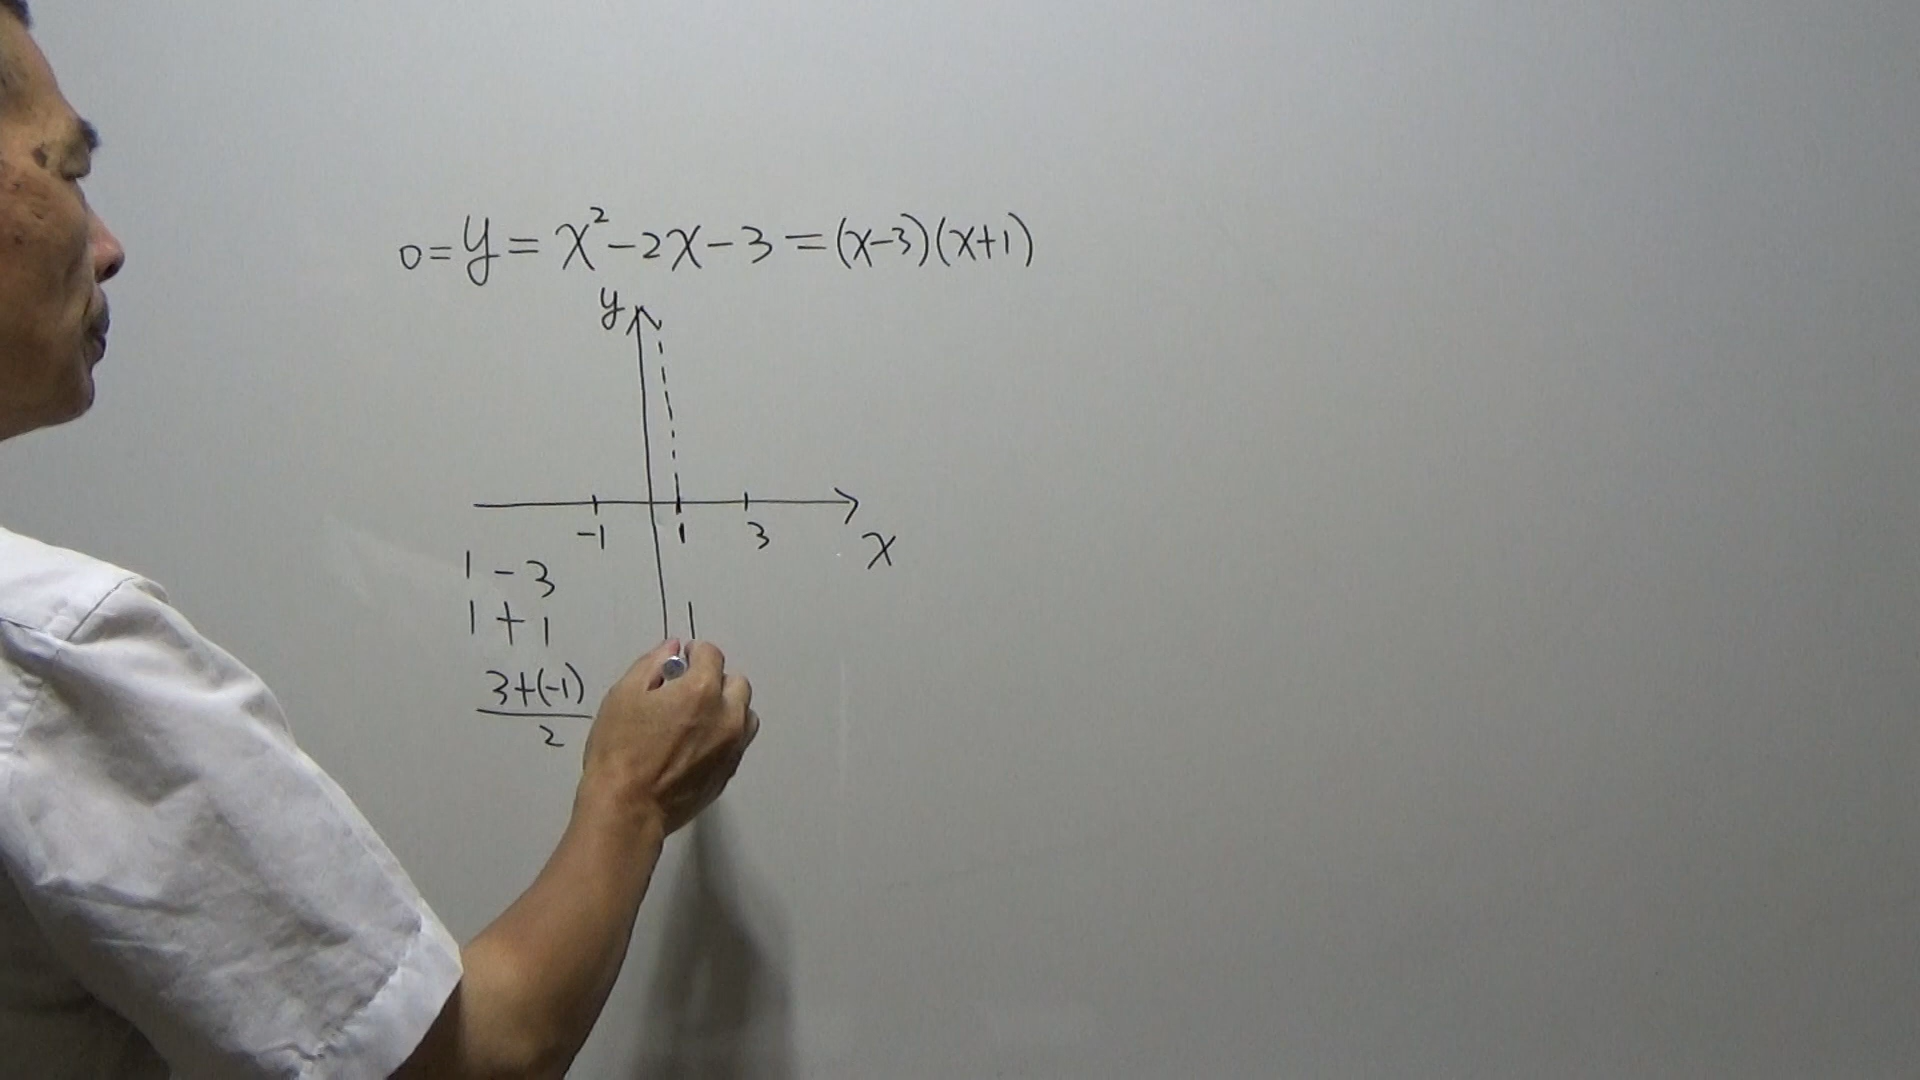 0=y=x²-2x-3=(x-3)(x+1)
y
-1 1 3
x
1 -3
1 +1
3+(-1)
2